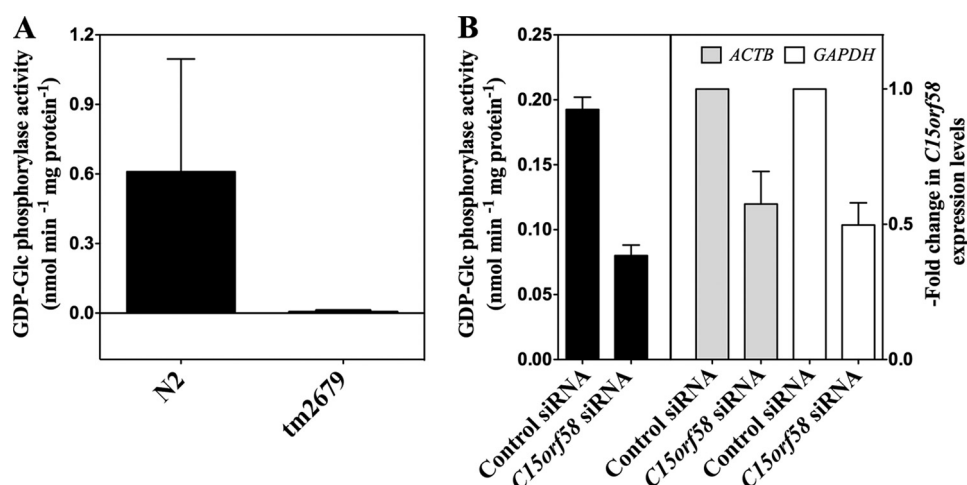 A
GDP-Glc phosphorylase activity
(nmol min⁻¹ mg protein⁻¹)
1.2
0.9
0.6
0.3
0.0
N2
tm2679
B
GDP-Glc phosphorylase activity
(nmol min⁻¹ mg protein⁻¹)
0.25
0.20
0.15
0.10
0.05
0.00
ACTB GAPDH
1.0
0.5
0.0
-Fold change in C15orf58
expression levels
Control siRNA
C15orf58 siRNA
Control siRNA
C15orf58 siRNA
Control siRNA
C15orf58 siRNA